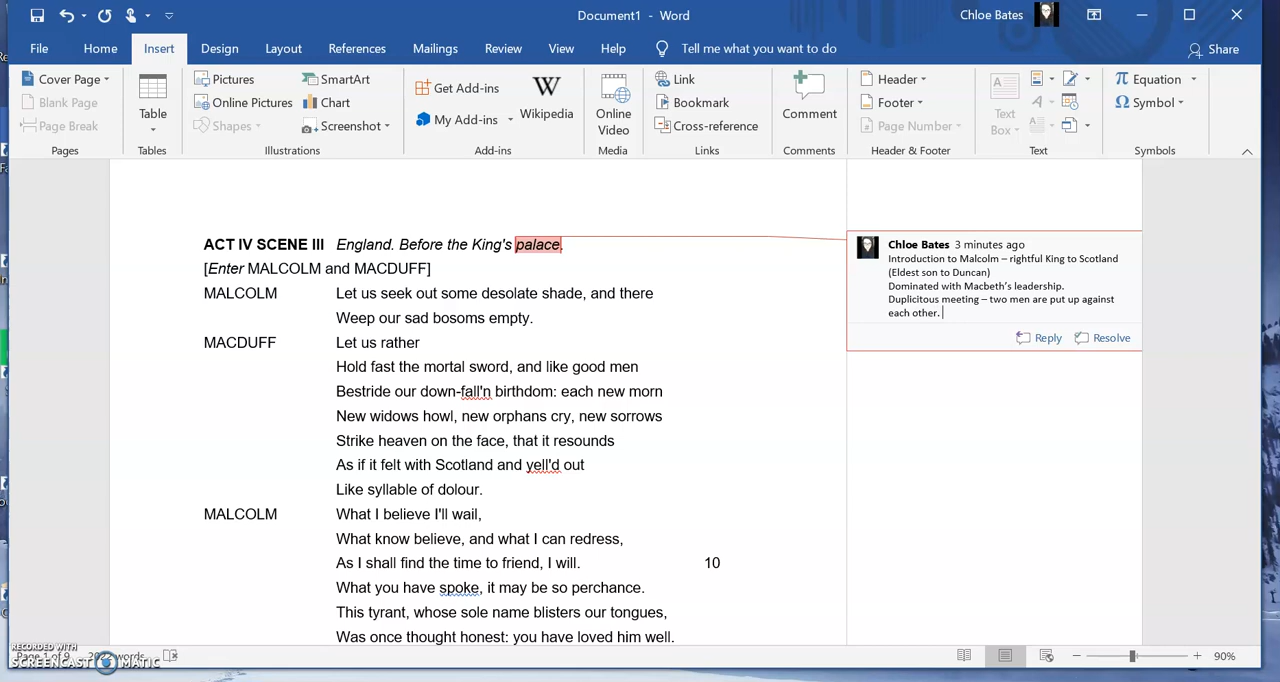 Document1 - Word
Chloe Bates
File Home Insert Design Layout References Mailings Review View Help Tell me what you want to do Share
Cover Page
Blank Page
Page Break
Pages
Table
Tables
Pictures
Online Pictures
Shapes
SmartArt
Chart
Screenshot
Illustrations
Get Add-ins
My Add-ins
Wikipedia
Add-ins
Online
Video
Media
Link
Bookmark
Cross-reference
Links
Comment
Comments
Header
Footer
Page Number
Header & Footer
Text
Box
Text
Equation
Symbol
Symbols
ACT IV SCENE III England. Before the King's palace.
[Enter MALCOLM and MACDUFF]
MALCOLM Let us seek out some desolate shade, and there
Weep our sad bosoms empty.
MACDUFF Let us rather
Hold fast the mortal sword, and like good men
Bestride our down-fall'n birthdom: each new morn
New widows howl, new orphans cry, new sorrows
Strike heaven on the face, that it resounds
As if it felt with Scotland and yell'd out
Like syllable of dolour.
MALCOLM What I believe I'll wail,
What know believe, and what I can redress,
As I shall find the time to friend, I will. 10
What you have spoke, it may be so perchance.
This tyrant, whose sole name blisters our tongues,
Was once thought honest: you have loved him well.
Chloe Bates 3 minutes ago
Introduction to Malcolm – rightful King to Scotland
(Eldest son to Duncan)
Dominated with Macbeth's leadership.
Duplicitous meeting – two men are put up against
each other.
Reply Resolve
RECORDED WITH
SCREENCAST MATIC
Page 1 of 9 words
90%